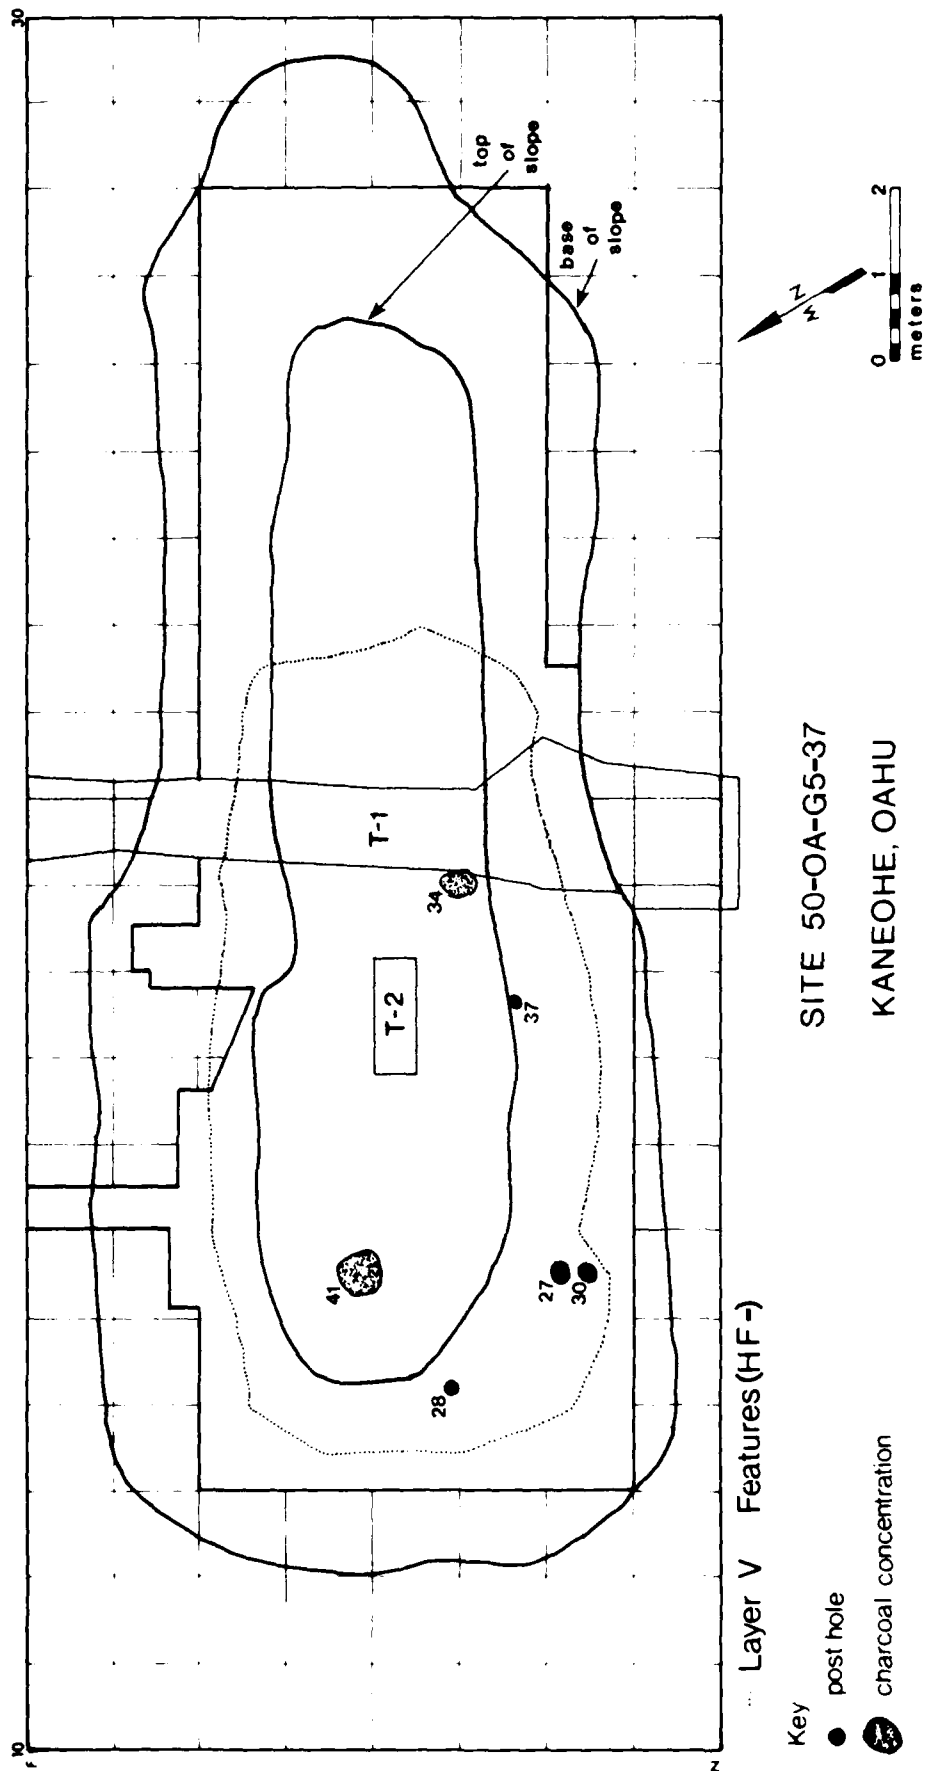 30
10
F
N
top
of
slope
base
of
slope
T-1
T-2
34
37
41
27
30
28
N
M
0 1 2
meters
SITE 50-OA-G5-37
KANEOHE, OAHU
... Layer V Features (HF-)
Key
post hole
charcoal concentration